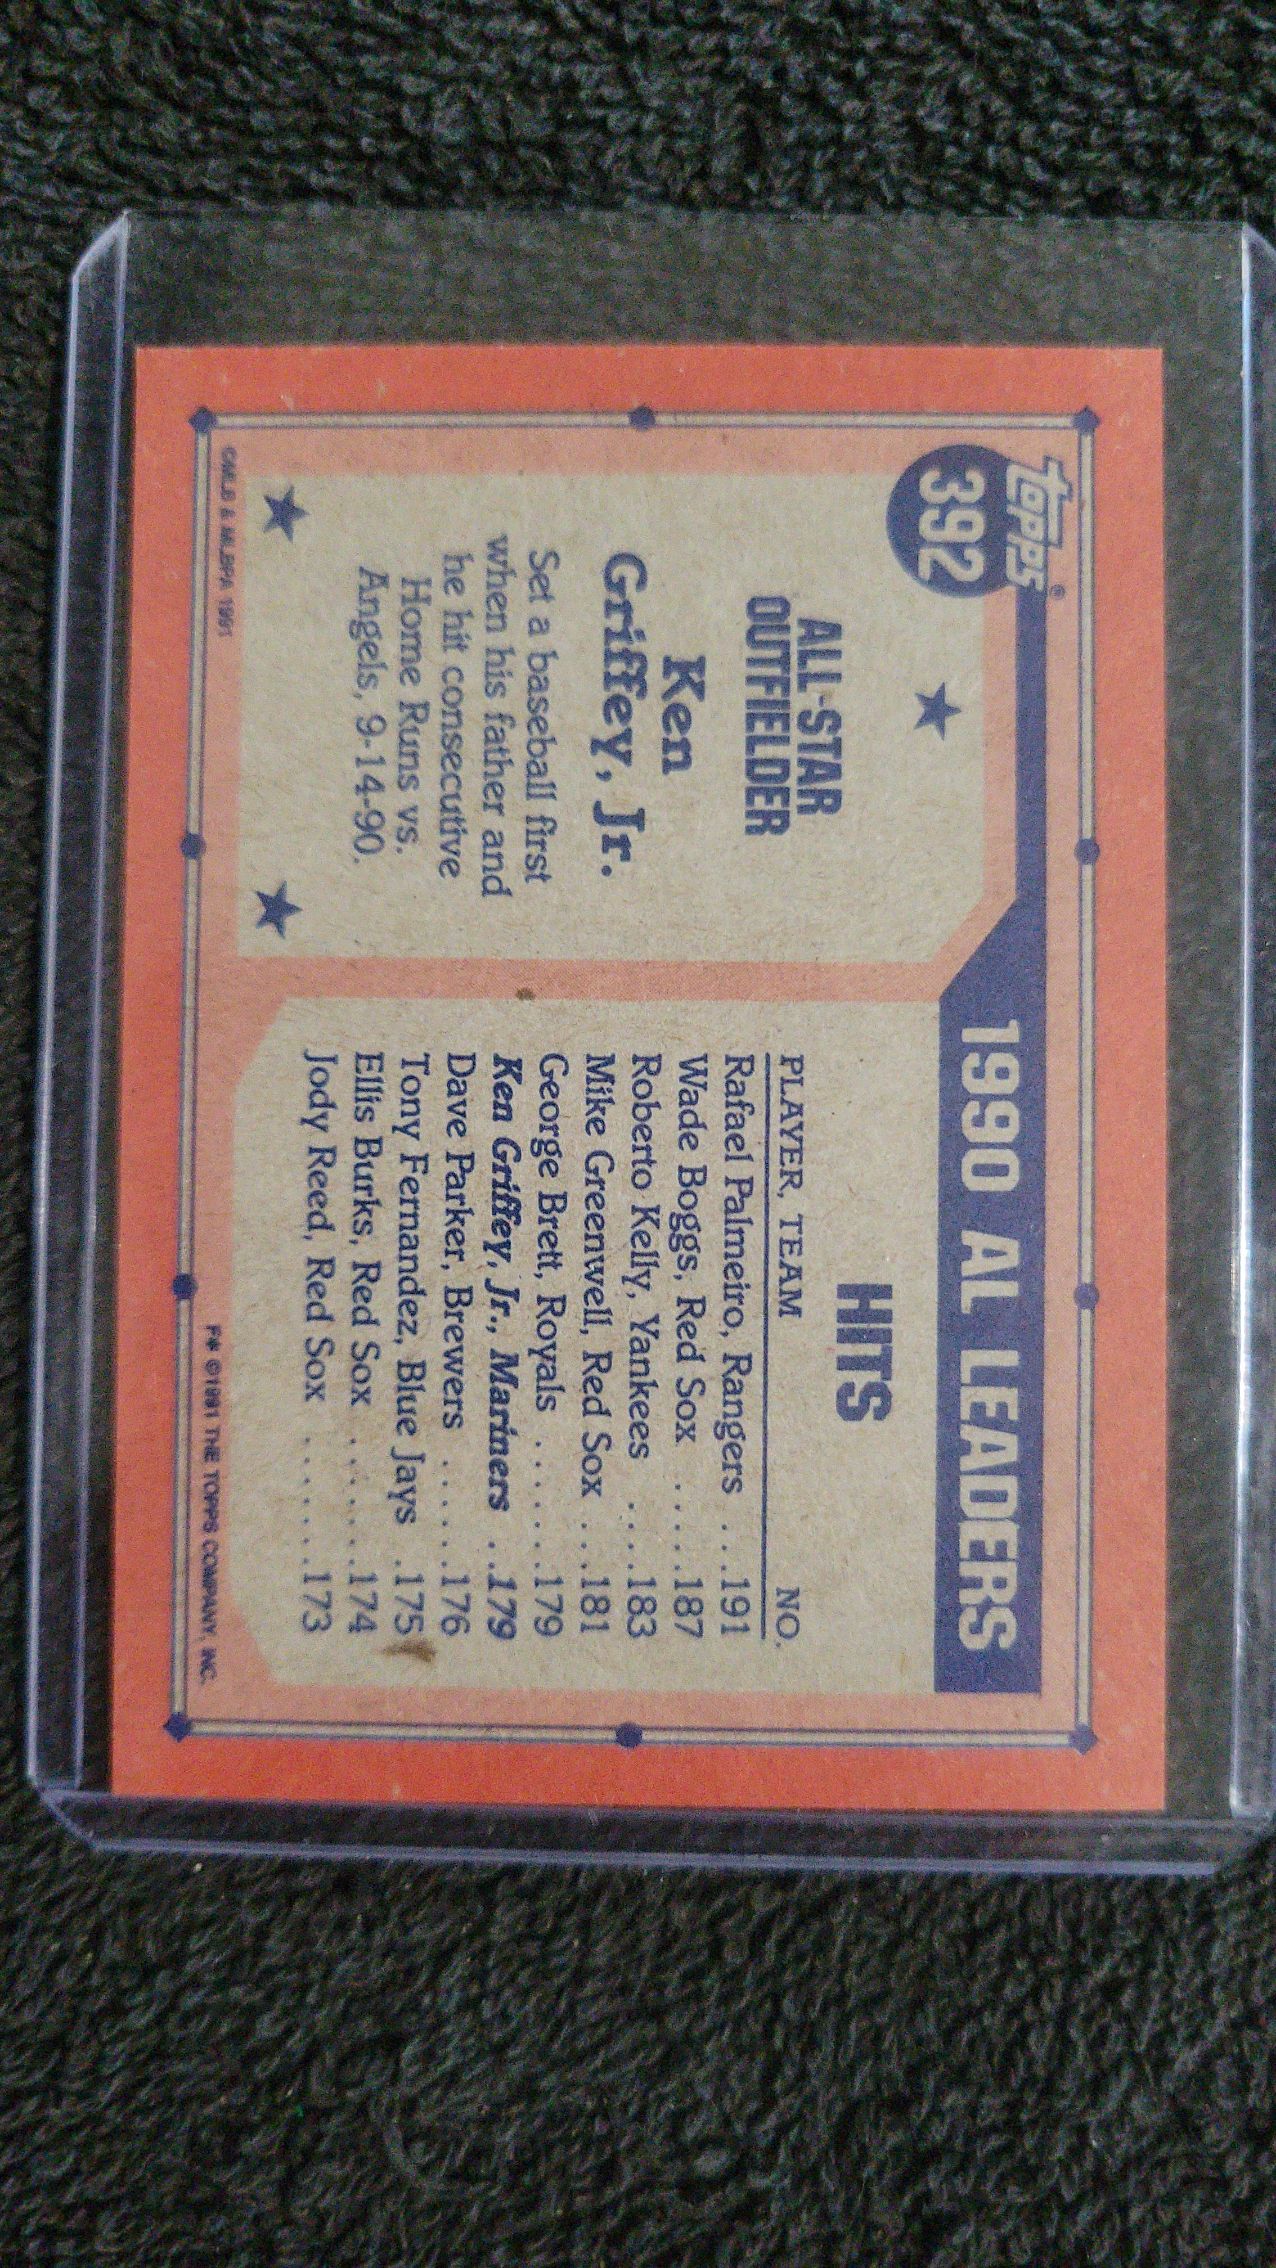 topps®
392
ALL-STAR
OUTFIELDER
Ken
Griffey, Jr.
Set a baseball first
when his father and
he hit consecutive
Home Runs vs.
Angels, 9-14-90.
©MLB & MLBPA 1991
1990 AL LEADERS
HITS
PLAYER, TEAM NO.
Rafael Palmeiro, Rangers ...191
Wade Boggs, Red Sox .....187
Roberto Kelly, Yankees ....183
Mike Greenwell, Red Sox ...181
George Brett, Royals .......179
Ken Griffey, Jr., Mariners ..179
Dave Parker, Brewers .....176
Tony Fernandez, Blue Jays .175
Ellis Burks, Red Sox ......174
Jody Reed, Red Sox .......173
F* ©1991 THE TOPPS COMPANY, INC.